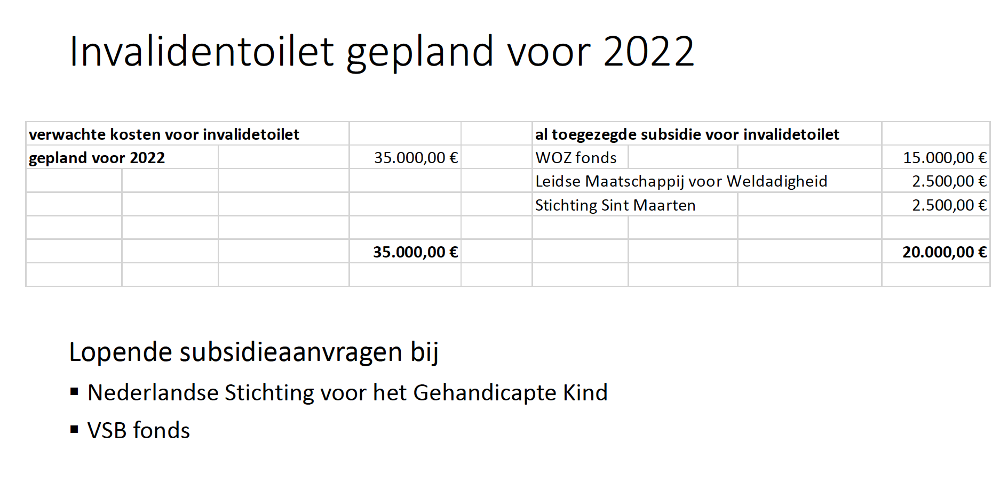 Invalidentoilet gepland voor 2022
verwachte kosten voor invalidetoilet al toegezegde subsidie voor invalidetoilet
gepland voor 2022 35.000,00 € WOZ fonds 15.000,00 €
Leidse Maatschappij voor Weldadigheid 2.500,00 €
Stichting Sint Maarten 2.500,00 €
35.000,00 € 20.000,00 €
Lopende subsidieaanvragen bij
▪ Nederlandse Stichting voor het Gehandicapte Kind
▪ VSB fonds